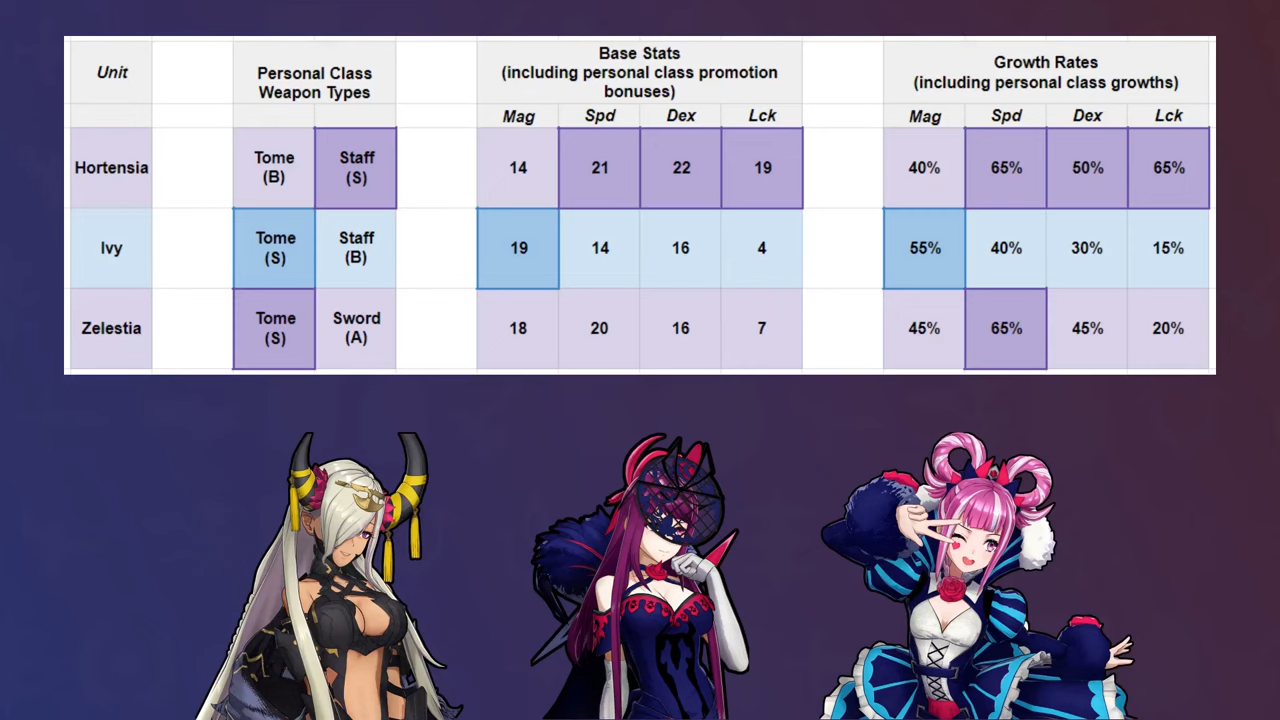 Unit
Personal Class
Weapon Types
Base Stats
(including personal class promotion
bonuses)
Growth Rates
(including personal class growths)
Mag Spd Dex Lck Mag Spd Dex Lck
Hortensia
Tome
(B)
Staff
(S)
14 21 22 19 40% 65% 50% 65%
Ivy
Tome
(S)
Staff
(B)
19 14 16 4 55% 40% 30% 15%
Zelestia
Tome
(S)
Sword
(A)
18 20 16 7 45% 65% 45% 20%